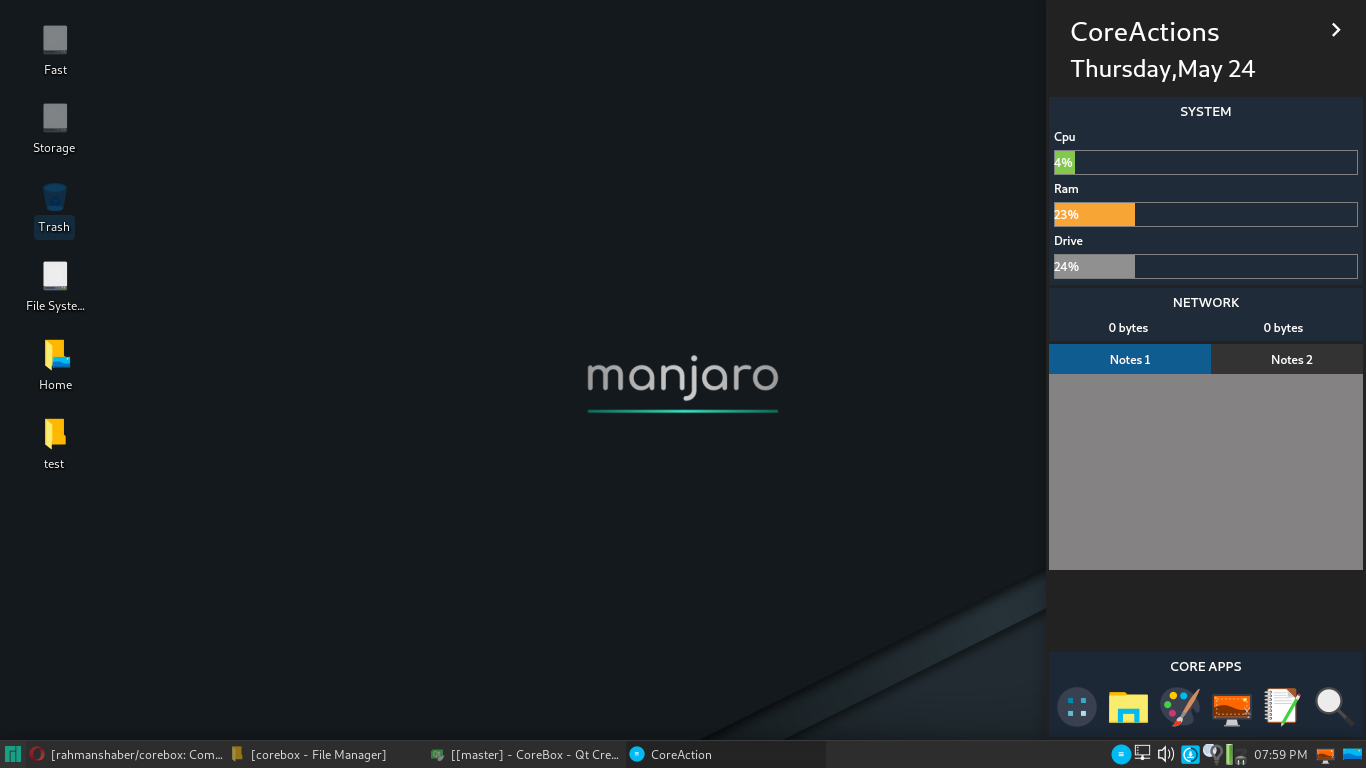 Fast
Storage
Trash
File Syste...
Home
test
manjaro
CoreActions
Thursday,May 24
SYSTEM
Cpu
4%
Ram
23%
Drive
24%
NETWORK
0 bytes 0 bytes
Notes 1 Notes 2
CORE APPS
[rahmanshaber/corebox: Com... [corebox - File Manager] [[master] - CoreBox - Qt Cre... CoreAction 07:59 PM